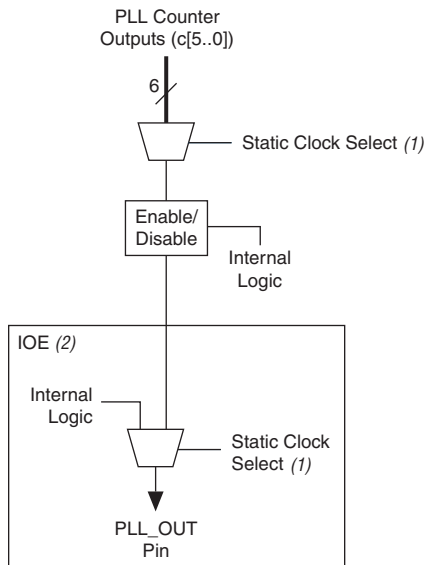 PLL Counter
Outputs (c[5..0])
6
Static Clock Select (1)
Enable/
Disable
Internal
Logic
IOE (2)
Internal
Logic
Static Clock
Select (1)
PLL_OUT
Pin